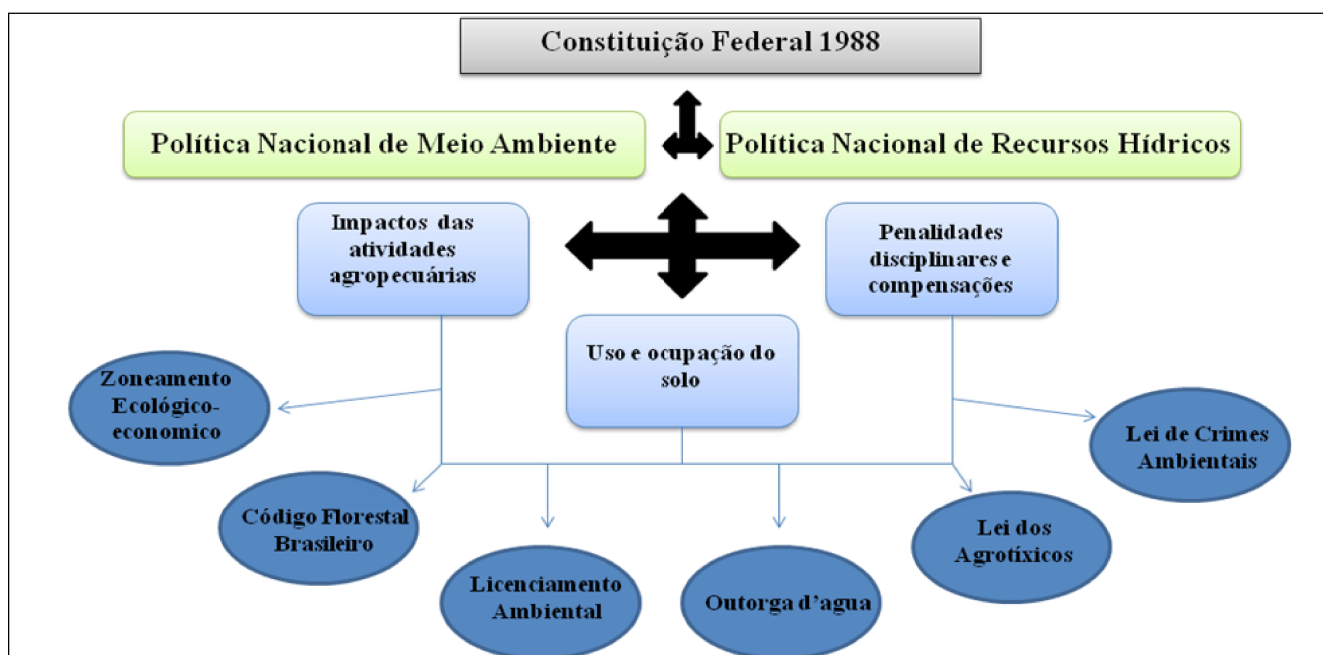 Constituição Federal 1988
Política Nacional de Meio Ambiente
Política Nacional de Recursos Hídricos
Impactos das
atividades
agropecuárias
Penalidades
disciplinares e
compensações
Uso e ocupação do
solo
Zoneamento
Ecológico-
economico
Lei de Crimes
Ambientais
Código Florestal
Brasileiro
Lei dos
Agrotíxicos
Licenciamento
Ambiental
Outorga d’agua